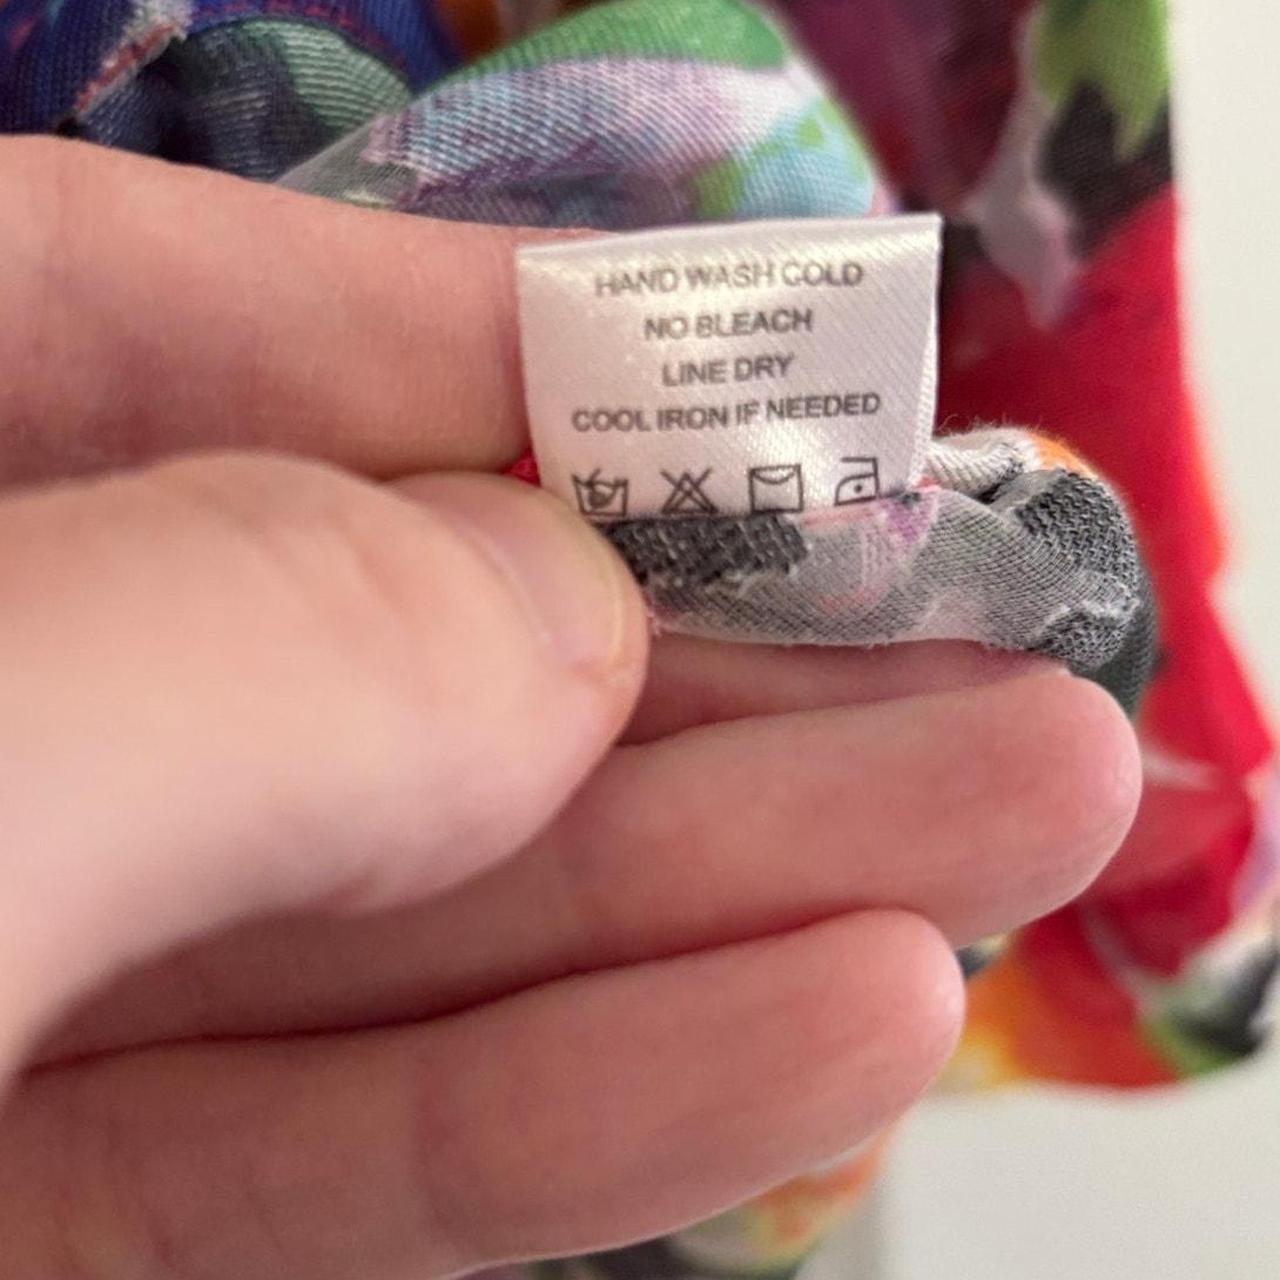 HAND WASH COLD
NO BLEACH
LINE DRY
COOL IRON IF NEEDED